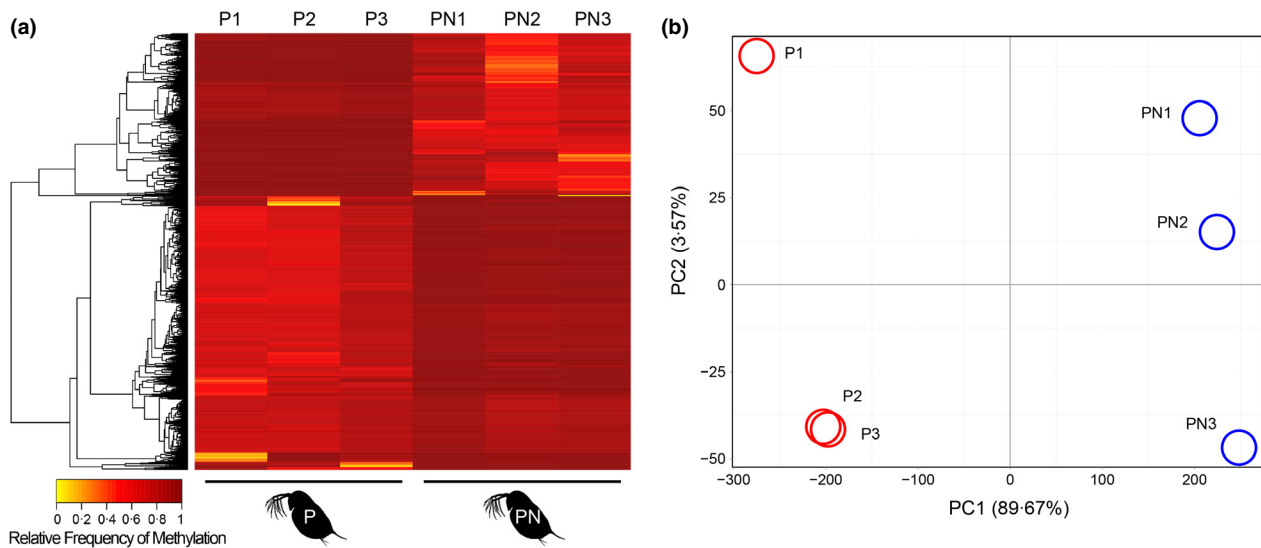 (a)
P1 P2 P3 PN1 PN2 PN3
0 0·2 0·4 0·6 0·8 1
Relative Frequency of Methylation
P
PN
(b)
P1
PN1
PN2
P2
P3
PN3
50
25
0
−25
−50
PC2 (3·57%)
−300 −200 −100 0 100 200
PC1 (89·67%)